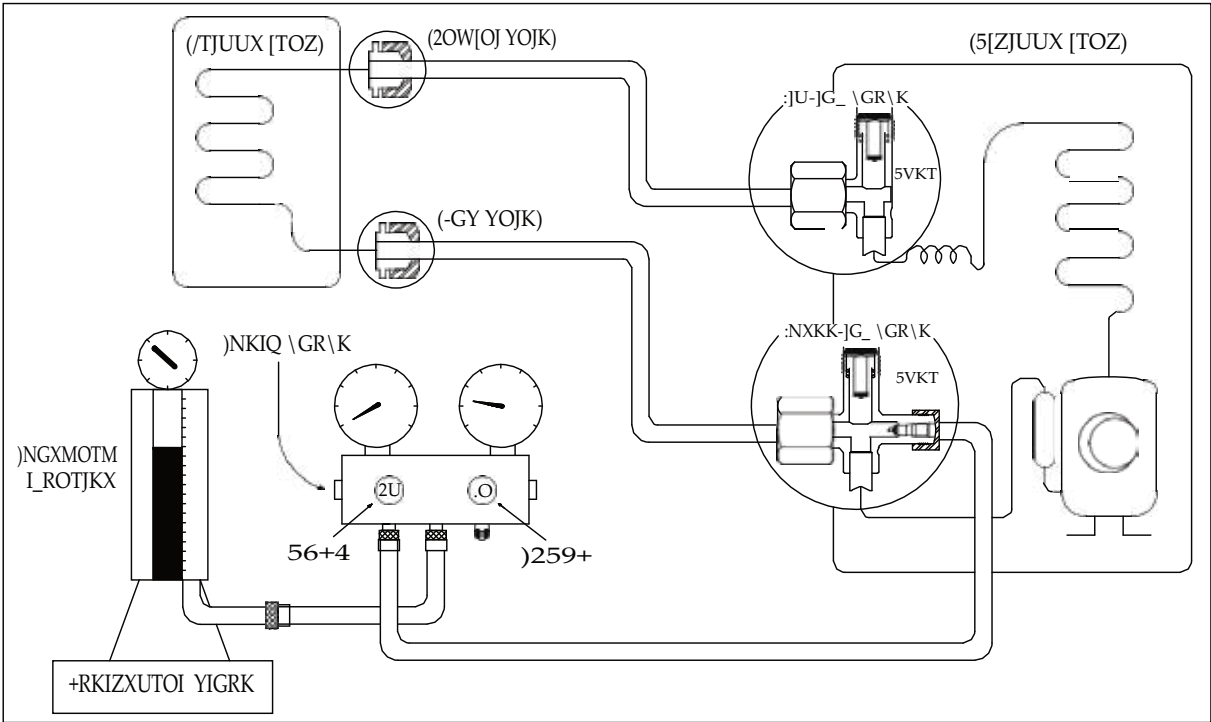 (/TJUUX [TOZ)
(2OW[OJ YOJK)
(5[ZJUUX [TOZ)
:]U-]G_ \GR\K
5VKT
(-GY YOJK)
:NXKK-]G_ \GR\K
5VKT
)NKIQ \GR\K
)NGXMOTM
I_ROTJKX
2U
.O
56+4
)259+
+RKIZXUTOI YIGRK